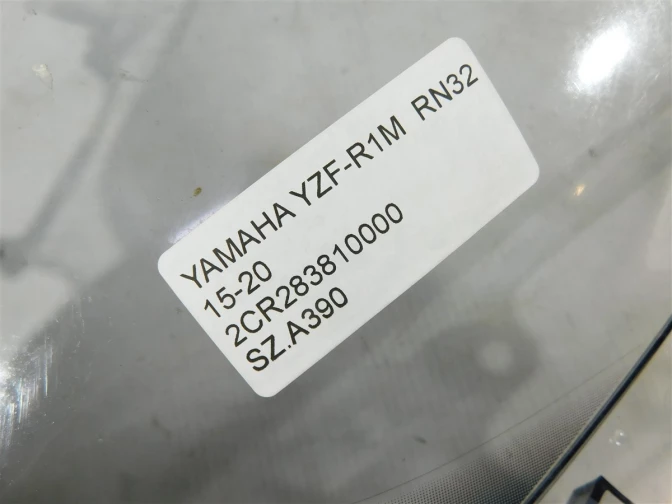 YAMAHA YZF-R1M RN32
15-20
2CR283810000
SZ.A390